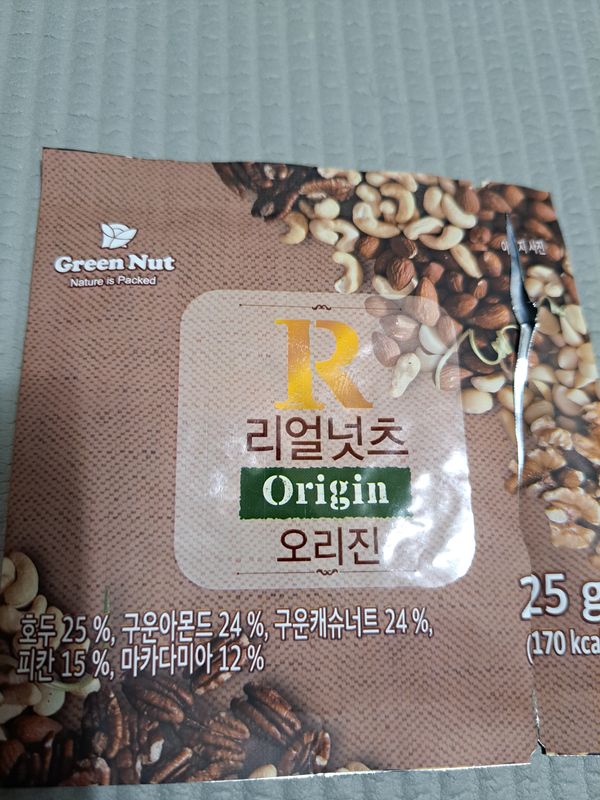 Green Nut
Nature is Packed
R
리얼넛츠
Origin
오리진
호두 25 %, 구운아몬드 24 %, 구운캐슈너트 24 %,
피칸 15 %, 마카다미아 12 %
25 g
(170 kca